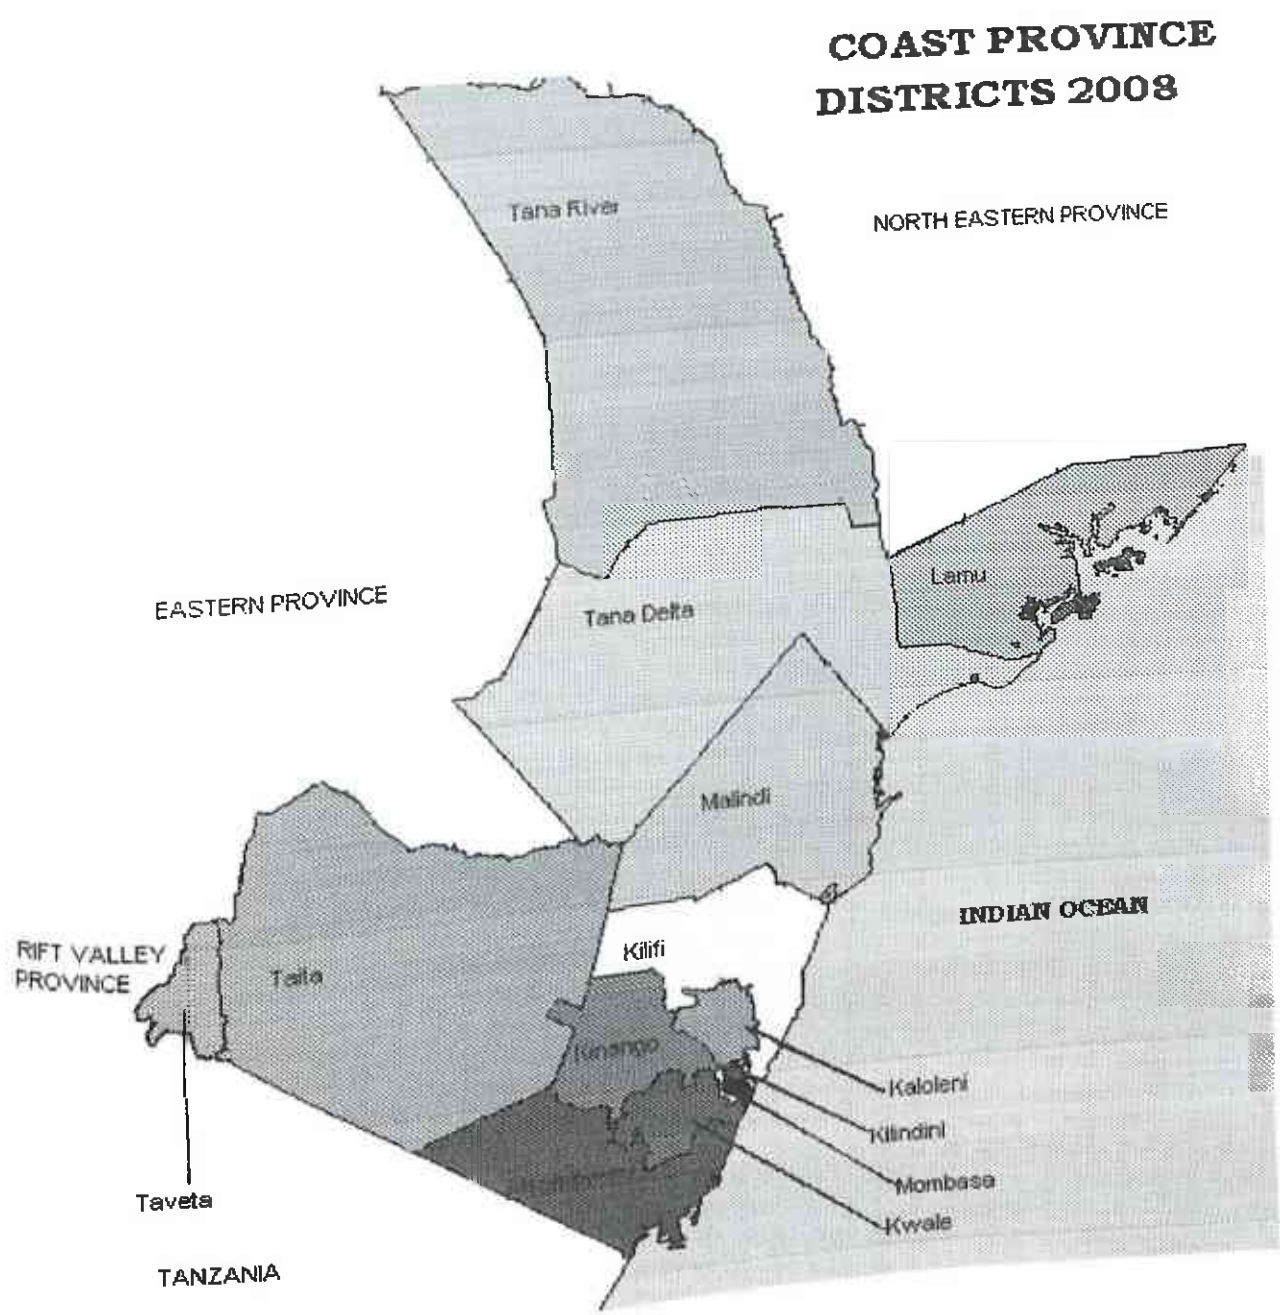 COAST PROVINCE
DISTRICTS 2008
Tana River
NORTH EASTERN PROVINCE
Lamu
EASTERN PROVINCE
Tana Delta
Malindi
INDIAN OCEAN
RIFT VALLEY
PROVINCE
Kilifi
Taita
Kinango
Kaloleni
Kilindini
Mombasa
Kwale
Taveta
TANZANIA